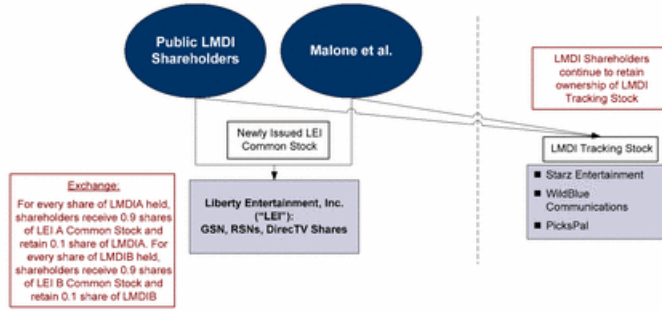 Public LMDI
Shareholders
Malone et al.
LMDI Shareholders
continue to retain
ownership of LMDI
Tracking Stock
Newly Issued LEI
Common Stock
LMDI Tracking Stock
Exchange:
For every share of LMDIA held,
shareholders receive 0.9 shares
of LEI A Common Stock and
retain 0.1 share of LMDIA. For
every share of LMDIB held,
shareholders receive 0.9 shares
of LEI B Common Stock and
retain 0.1 share of LMDIB
Liberty Entertainment, Inc.
("LEI"):
GSN, RSNs, DirecTV Shares
■ Starz Entertainment
■ WildBlue
Communications
■ PicksPal